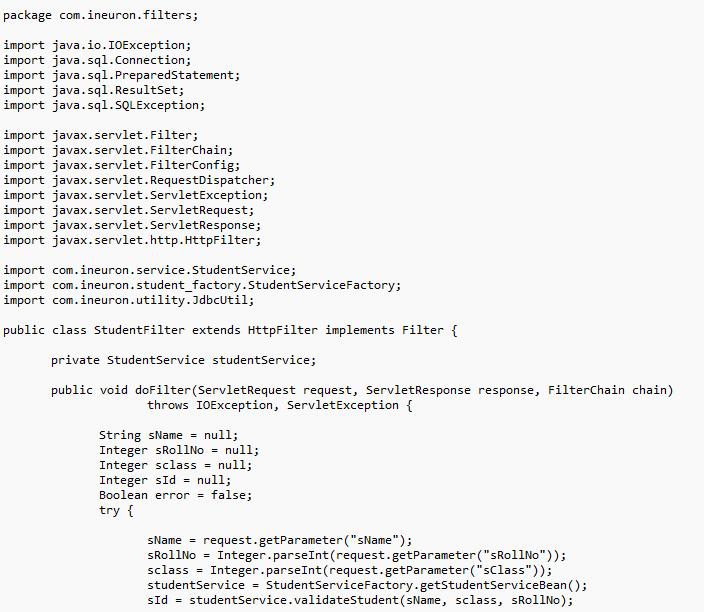 package com.ineuron.filters;
import java.io.IOException;
import java.sql.Connection;
import java.sql.PreparedStatement;
import java.sql.ResultSet;
import java.sql.SQLException;
import javax.servlet.Filter;
import javax.servlet.FilterChain;
import javax.servlet.FilterConfig;
import javax.servlet.RequestDispatcher;
import javax.servlet.ServletException;
import javax.servlet.ServletRequest;
import javax.servlet.ServletResponse;
import javax.servlet.http.HttpFilter;
import com.ineuron.service.StudentService;
import com.ineuron.student_factory.StudentServiceFactory;
import com.ineuron.utility.JdbcUtil;
public class StudentFilter extends HttpFilter implements Filter {
private StudentService studentService;
public void doFilter(ServletRequest request, ServletResponse response, FilterChain chain)
throws IOException, ServletException {
String sName = null;
Integer sRollNo = null;
Integer sclass = null;
Integer sId = null;
Boolean error = false;
try {
sName = request.getParameter("sName");
sRollNo = Integer.parseInt(request.getParameter("sRollNo"));
sclass = Integer.parseInt(request.getParameter("sClass"));
studentService = StudentServiceFactory.getStudentServiceBean();
sId = studentService.validateStudent(sName, sclass, sRollNo);